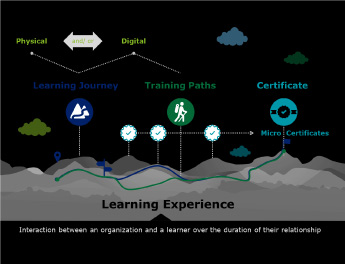 Physical and/ or Digital
Learning Journey Training Paths Certificate
Micro Certificates
Learning Experience
Interaction between an organization and a learner over the duration of their relationship